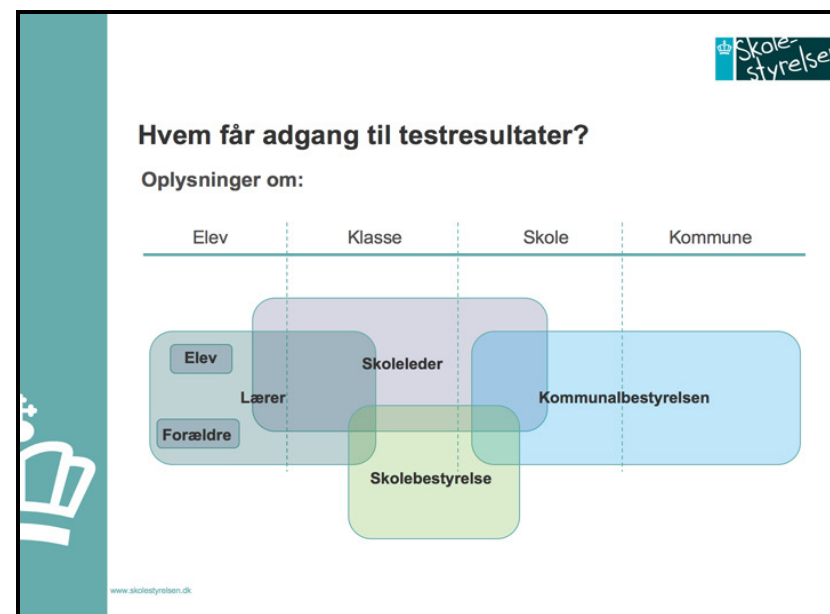 Skole-
styrelsen
Hvem får adgang til testresultater?
Oplysninger om:
Elev Klasse Skole Kommune
Elev
Skoleleder
Lærer
Kommunalbestyrelsen
Forældre
Skolebestyrelse
www.skolestyrelsen.dk